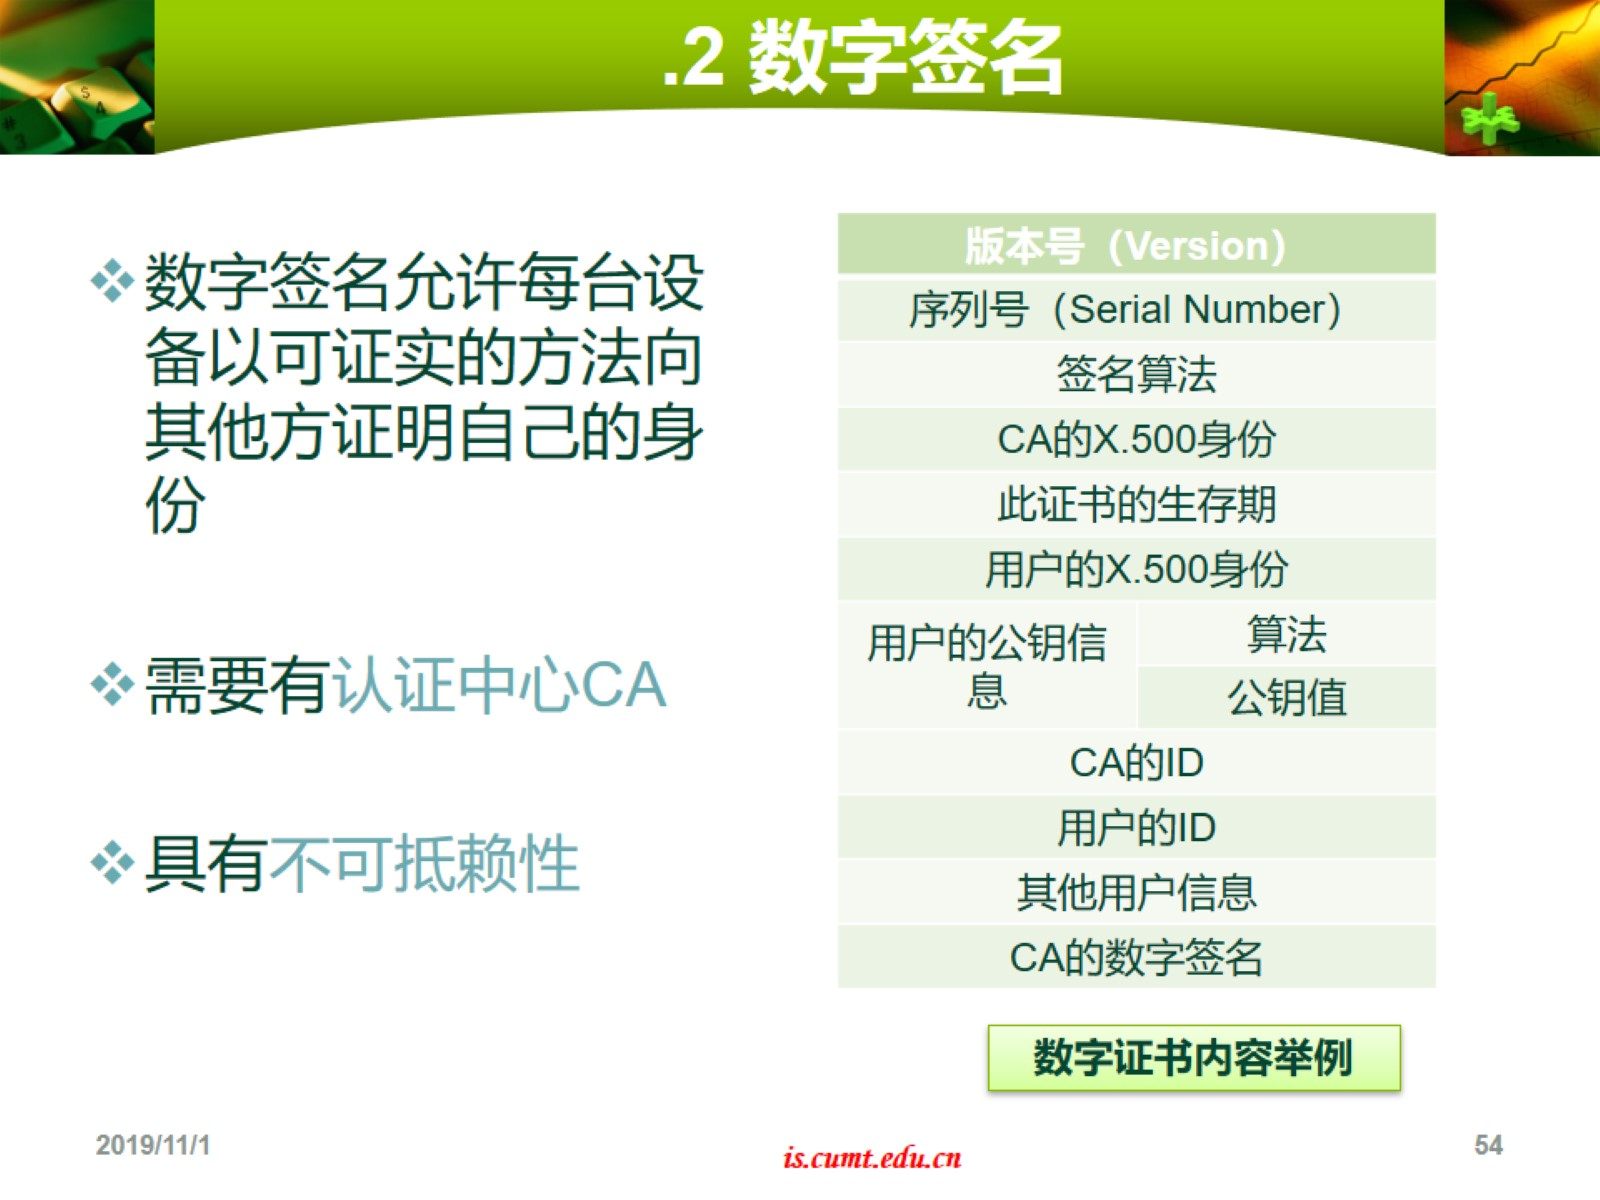 .2 数字签名
数字签名允许每台设
备以可证实的方法向
其他方证明自己的身
份
需要有认证中心CA
具有不可抵赖性
版本号（Version）
序列号（Serial Number）
签名算法
CA的X.500身份
此证书的生存期
用户的X.500身份
用户的公钥信
息
算法
公钥值
CA的ID
用户的ID
其他用户信息
CA的数字签名
数字证书内容举例
2019/11/1
is.cumt.edu.cn
54